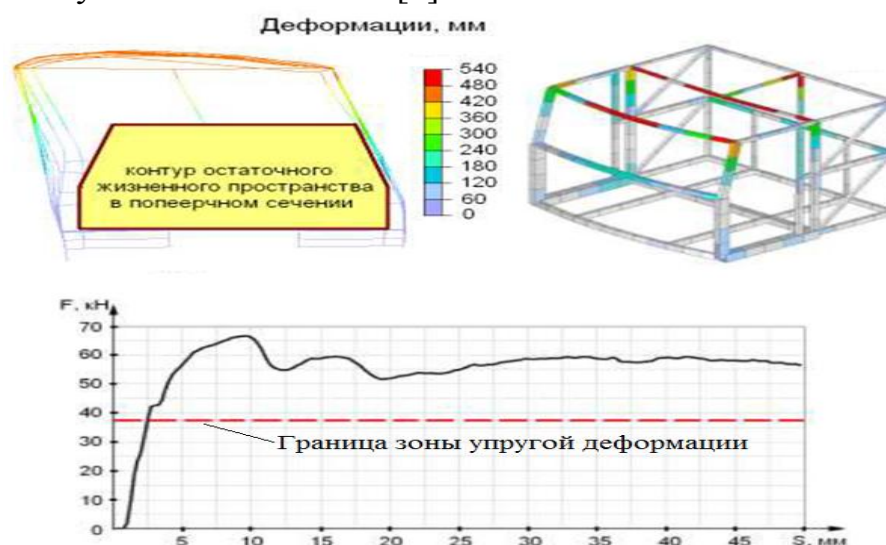 Деформации, мм
540
480
420
360
300
240
180
120
60
0
контур остаточного
жизненного пространства
в попеерчном сечении
F, кН
70
60
50
40
30
20
10
0
Граница зоны упругой деформации
5 10 15 20 25 30 35 40 45 S, мм